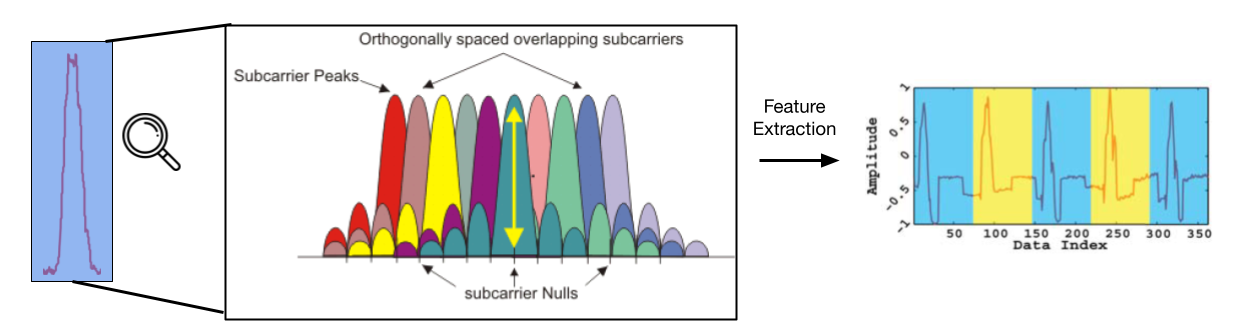 Orthogonally spaced overlapping subcarriers
Subcarrier Peaks
subcarrier Nulls
Feature
Extraction
Amplitude
1
0.5
0
-0.5
-1
50 100 150 200 250 300 350
Data Index